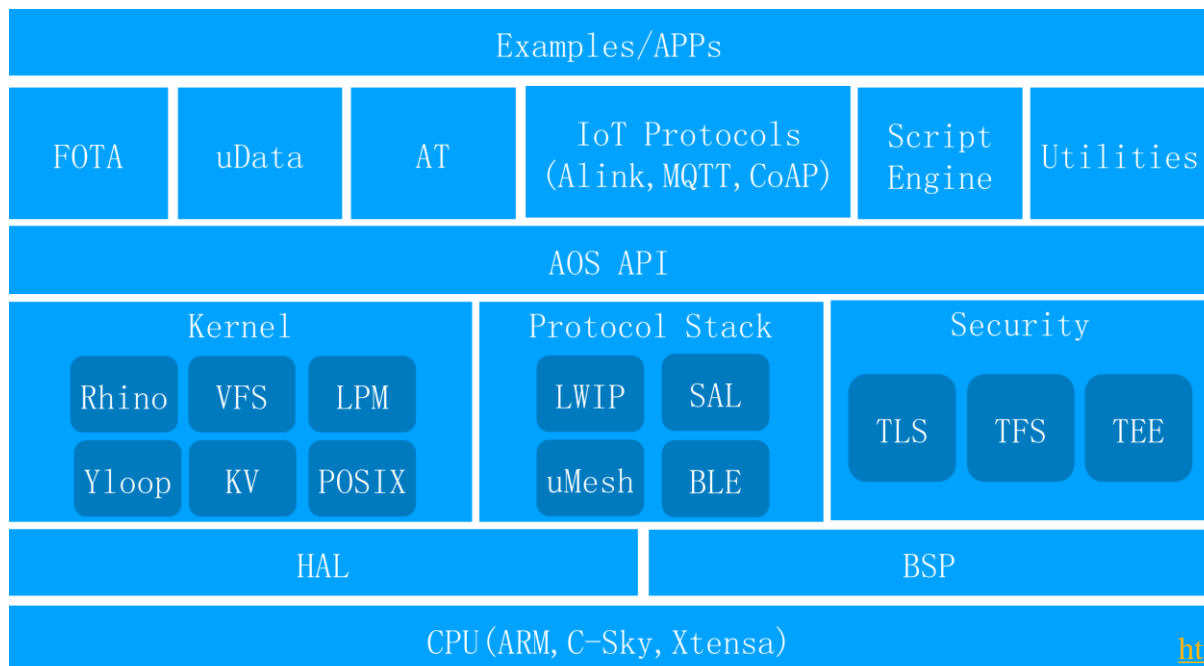 Examples/APPs
FOTA
uData
AT
IoT Protocols
(Alink,MQTT,CoAP)
Script
Engine
Utilities
AOS API
Kernel
Rhino
VFS
LPM
Yloop
KV
POSIX
Protocol Stack
LWIP
SAL
uMesh
BLE
Security
TLS
TFS
TEE
HAL
BSP
CPU(ARM,C-Sky,Xtensa)
ht